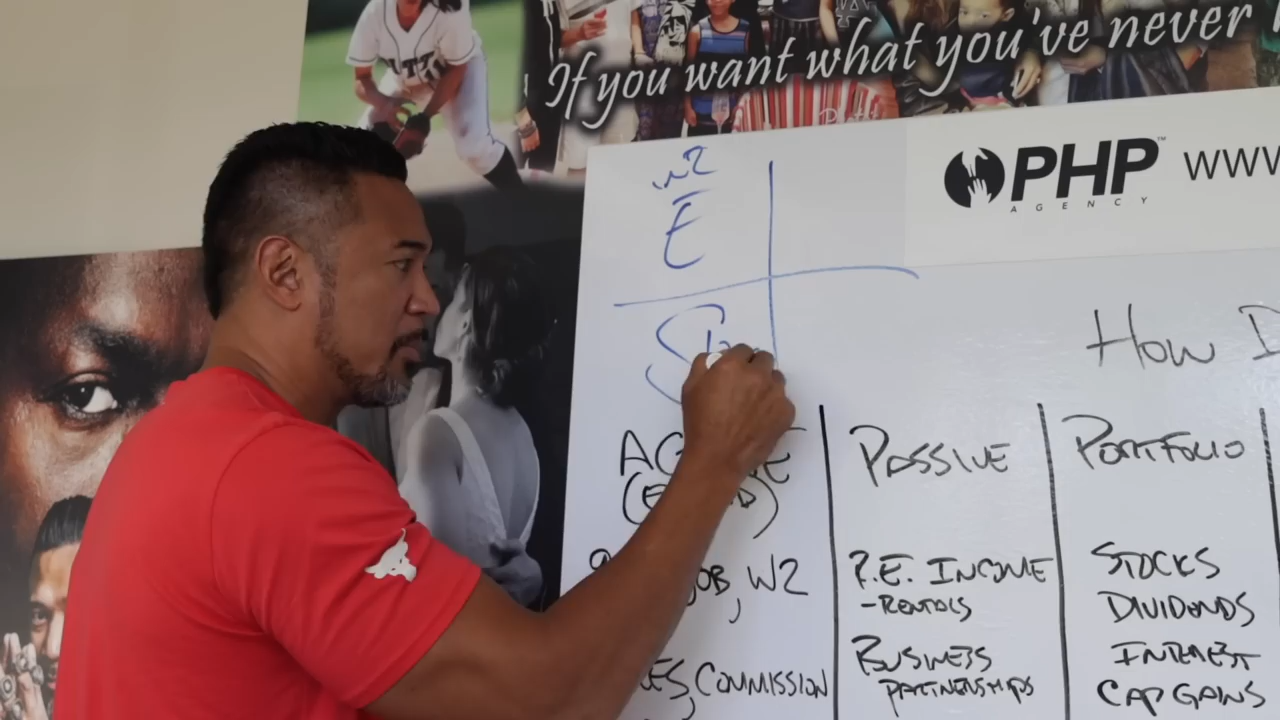 If you want what you've never
PHP™ WWW
AGENCY
W2
E
S
How D
PASSIVE
PORTFOLIO
JOB, W2
R.E. INCOME
-RENTALS
STOCKS
DIVIDENDS
COMMISSION
BUSINESS
PARTNERSHIPS
INTEREST
CAP GAINS